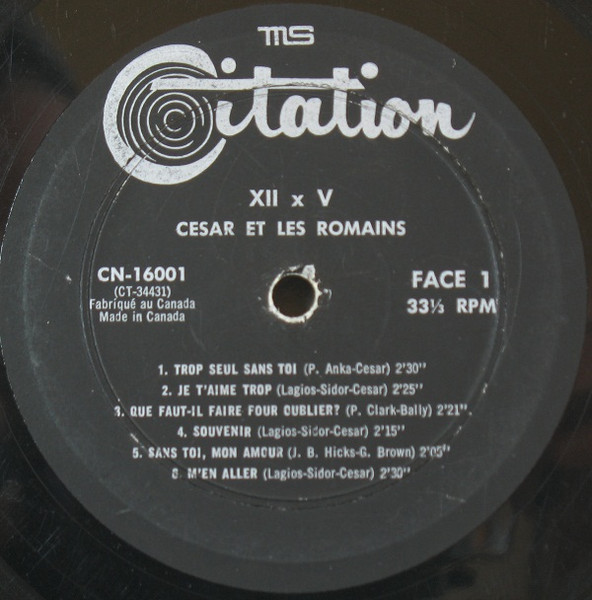 MS
Citation
XII x V
CESAR ET LES ROMAINS
CN-16001
(CT-34431)
Fabriqué au Canada
Made in Canada
FACE 1
33⅓ RPM
1. TROP SEUL SANS TOI (P. Anka-Cesar) 2'30"
2. JE T'AIME TROP (Lagios-Sidor-Cesar) 2'25"
3. QUE FAUT-IL FAIRE FOUR OUBLIER? (P. Clark-Bally) 2'21".
4. SOUVENIR (Lagios-Sidor-Cesar) 2'15"
5. SANS TOI, MON AMOUR (J. B. Hicks-G. Brown) 2'05"
6. M'EN ALLER (Lagios-Sidor-Cesar) 2'30"